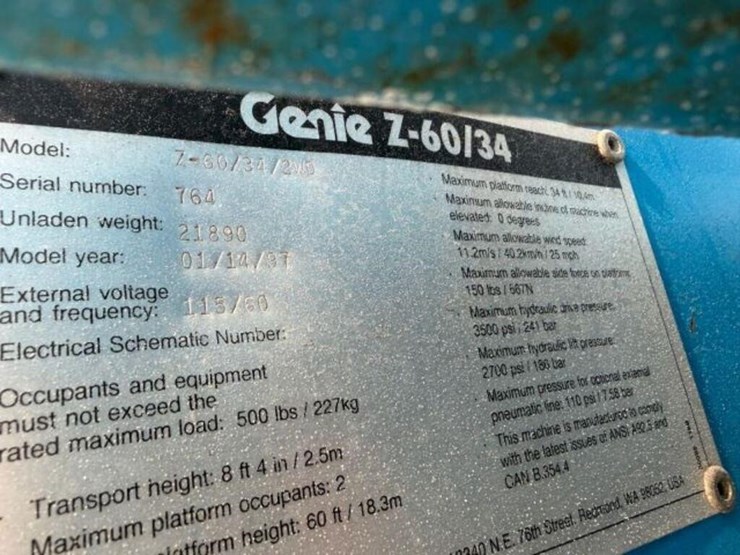 Genie Z-60/34
Model: Z-60/34/2WD
Serial number: 764
Unladen weight: 21890
Model year: 01/14/97
External voltage
and frequency: 115/60
Electrical Schematic Number:
Occupants and equipment
must not exceed the
rated maximum load: 500 lbs / 227kg
Transport height: 8 ft 4 in / 2.5m
Maximum platform occupants: 2
platform height: 60 ft / 18.3m
Maximum platform reach: 34 ft / 10.4m
Maximum allowable incline of machine when
elevated: 0 degrees
Maximum allowable wind speed:
11.2m/s / 40.2km/h / 25 mph
Maximum allowable side force on platform:
150 lbs / 667N
Maximum hydraulic drive pressure:
3500 psi / 241 bar
Maximum hydraulic lift pressure:
2700 psi / 186 bar
Maximum pressure for optional external
pneumatic line: 110 psi / 7.58 bar
This machine is manufactured to comply
with the latest issues of ANSI A92.5 and
CAN B.354.4
N.E. 76th Street, Redmond, WA 98052, USA